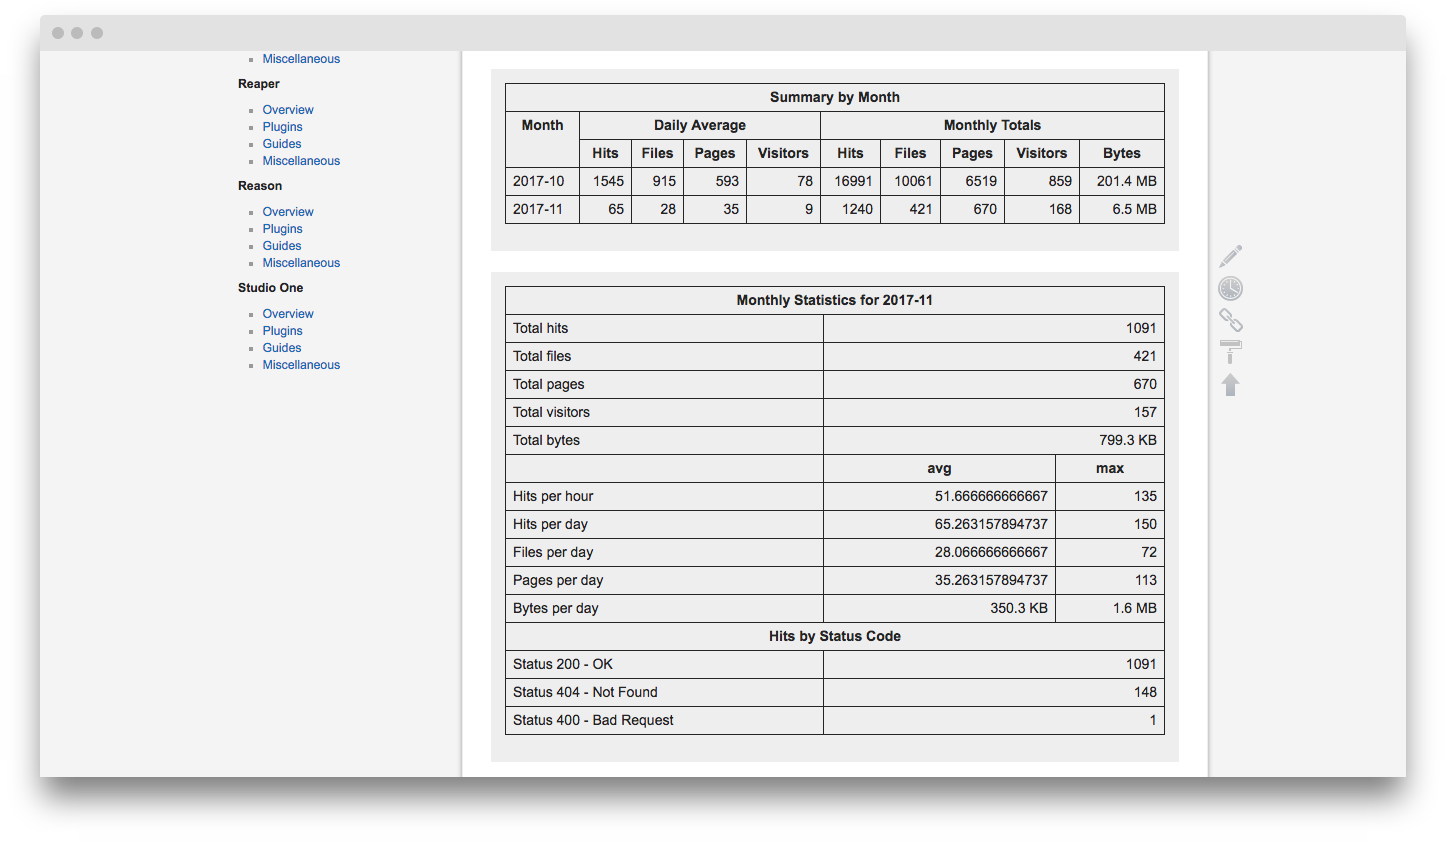 Miscellaneous
Reaper
Overview
Plugins
Guides
Miscellaneous
Reason
Overview
Plugins
Guides
Miscellaneous
Studio One
Overview
Plugins
Guides
Miscellaneous
Summary by Month
Month Daily Average Monthly Totals
Hits Files Pages Visitors Hits Files Pages Visitors Bytes
2017-10 1545 915 593 78 16991 10061 6519 859 201.4 MB
2017-11 65 28 35 9 1240 421 670 168 6.5 MB
Monthly Statistics for 2017-11
Total hits 1091
Total files 421
Total pages 670
Total visitors 157
Total bytes 799.3 KB
avg max
Hits per hour 51.666666666667 135
Hits per day 65.263157894737 150
Files per day 28.066666666667 72
Pages per day 35.263157894737 113
Bytes per day 350.3 KB 1.6 MB
Hits by Status Code
Status 200 - OK 1091
Status 404 - Not Found 148
Status 400 - Bad Request 1